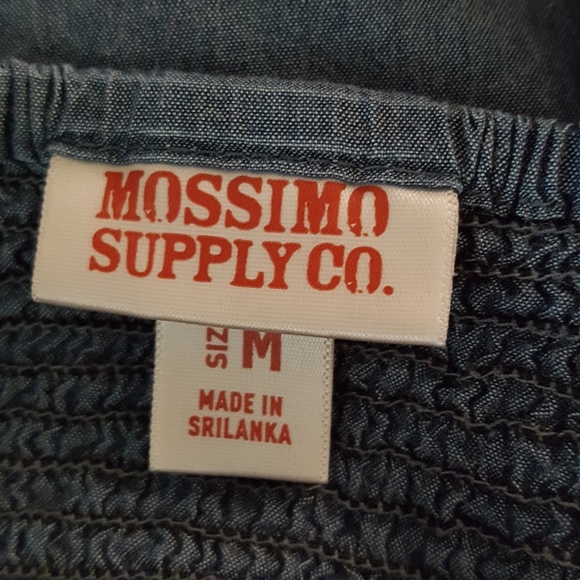 MOSSIMO
SUPPLY CO.
SIZE M
MADE IN
SRILANKA